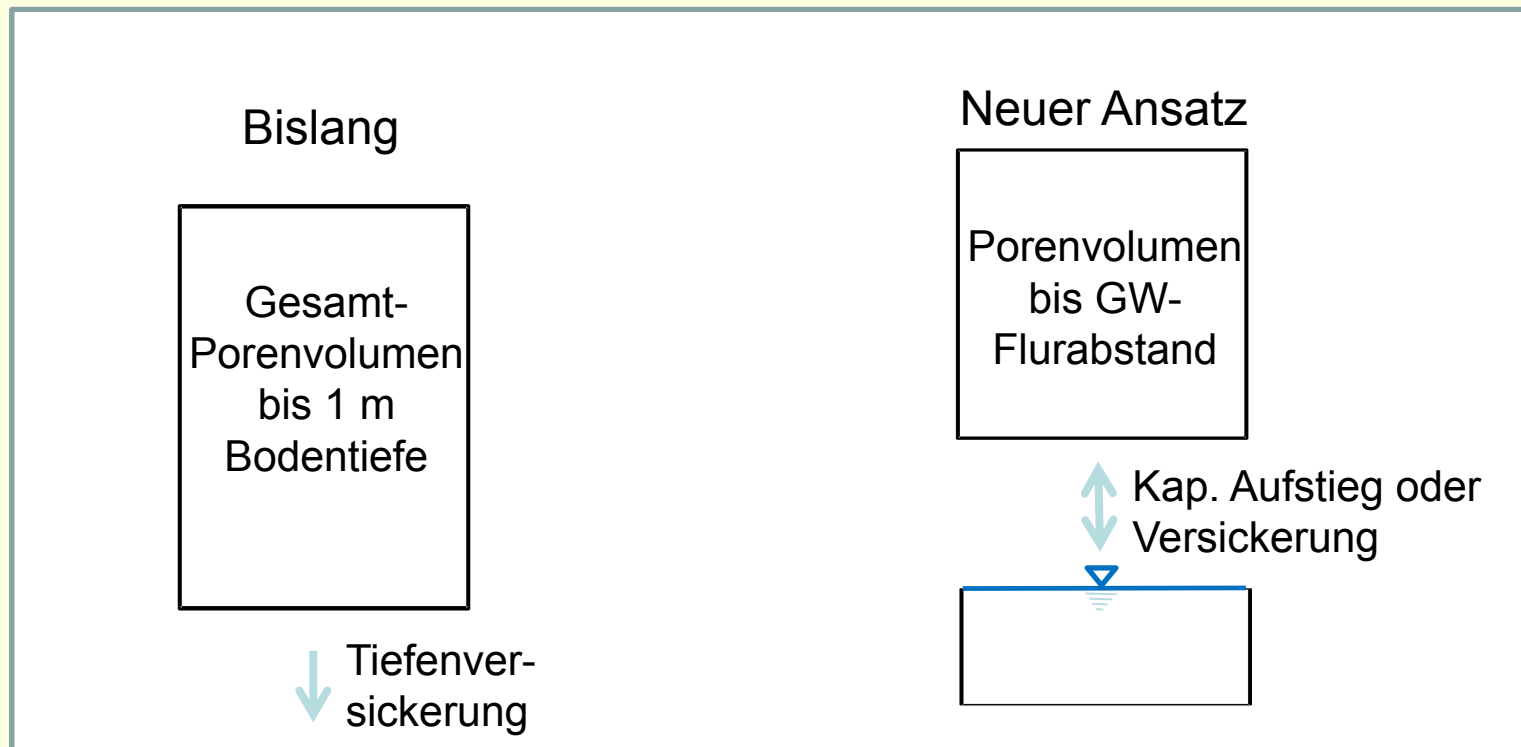 Bislang
Gesamt-
Porenvolumen
bis 1 m
Bodentiefe
Tiefenver-
sickerung
Neuer Ansatz
Porenvolumen
bis GW-
Flurabstand
Kap. Aufstieg oder
Versickerung